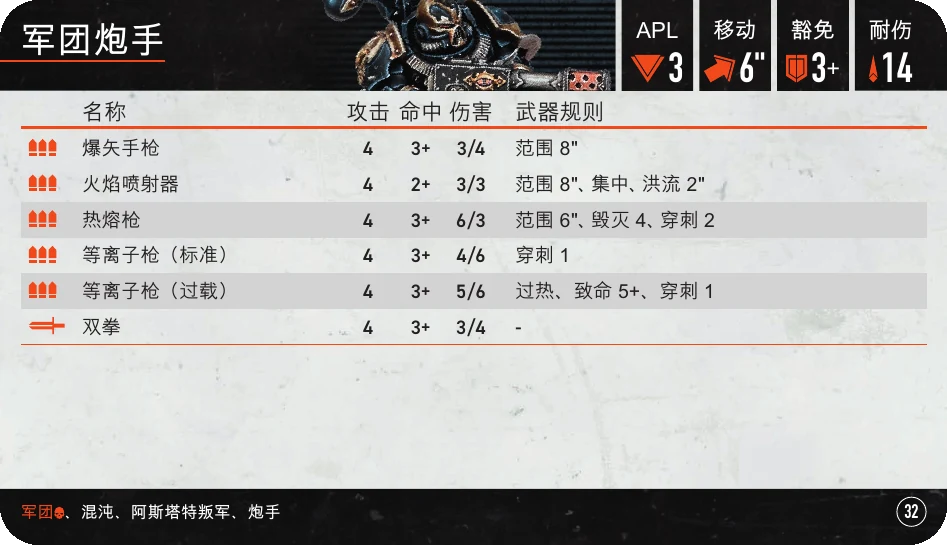 军团炮手
APL 移动 豁免 耐伤
3 6" 3+ 14
名称 攻击 命中 伤害 武器规则
爆矢手枪 4 3+ 3/4 范围 8"
火焰喷射器 4 2+ 3/3 范围 8"、集中、洪流 2"
热熔枪 4 3+ 6/3 范围 6"、毁灭 4、穿刺 2
等离子枪（标准） 4 3+ 4/6 穿刺 1
等离子枪（过载） 4 3+ 5/6 过热、致命 5+、穿刺 1
双拳 4 3+ 3/4 -
军团、混沌、阿斯塔特叛军、炮手
32